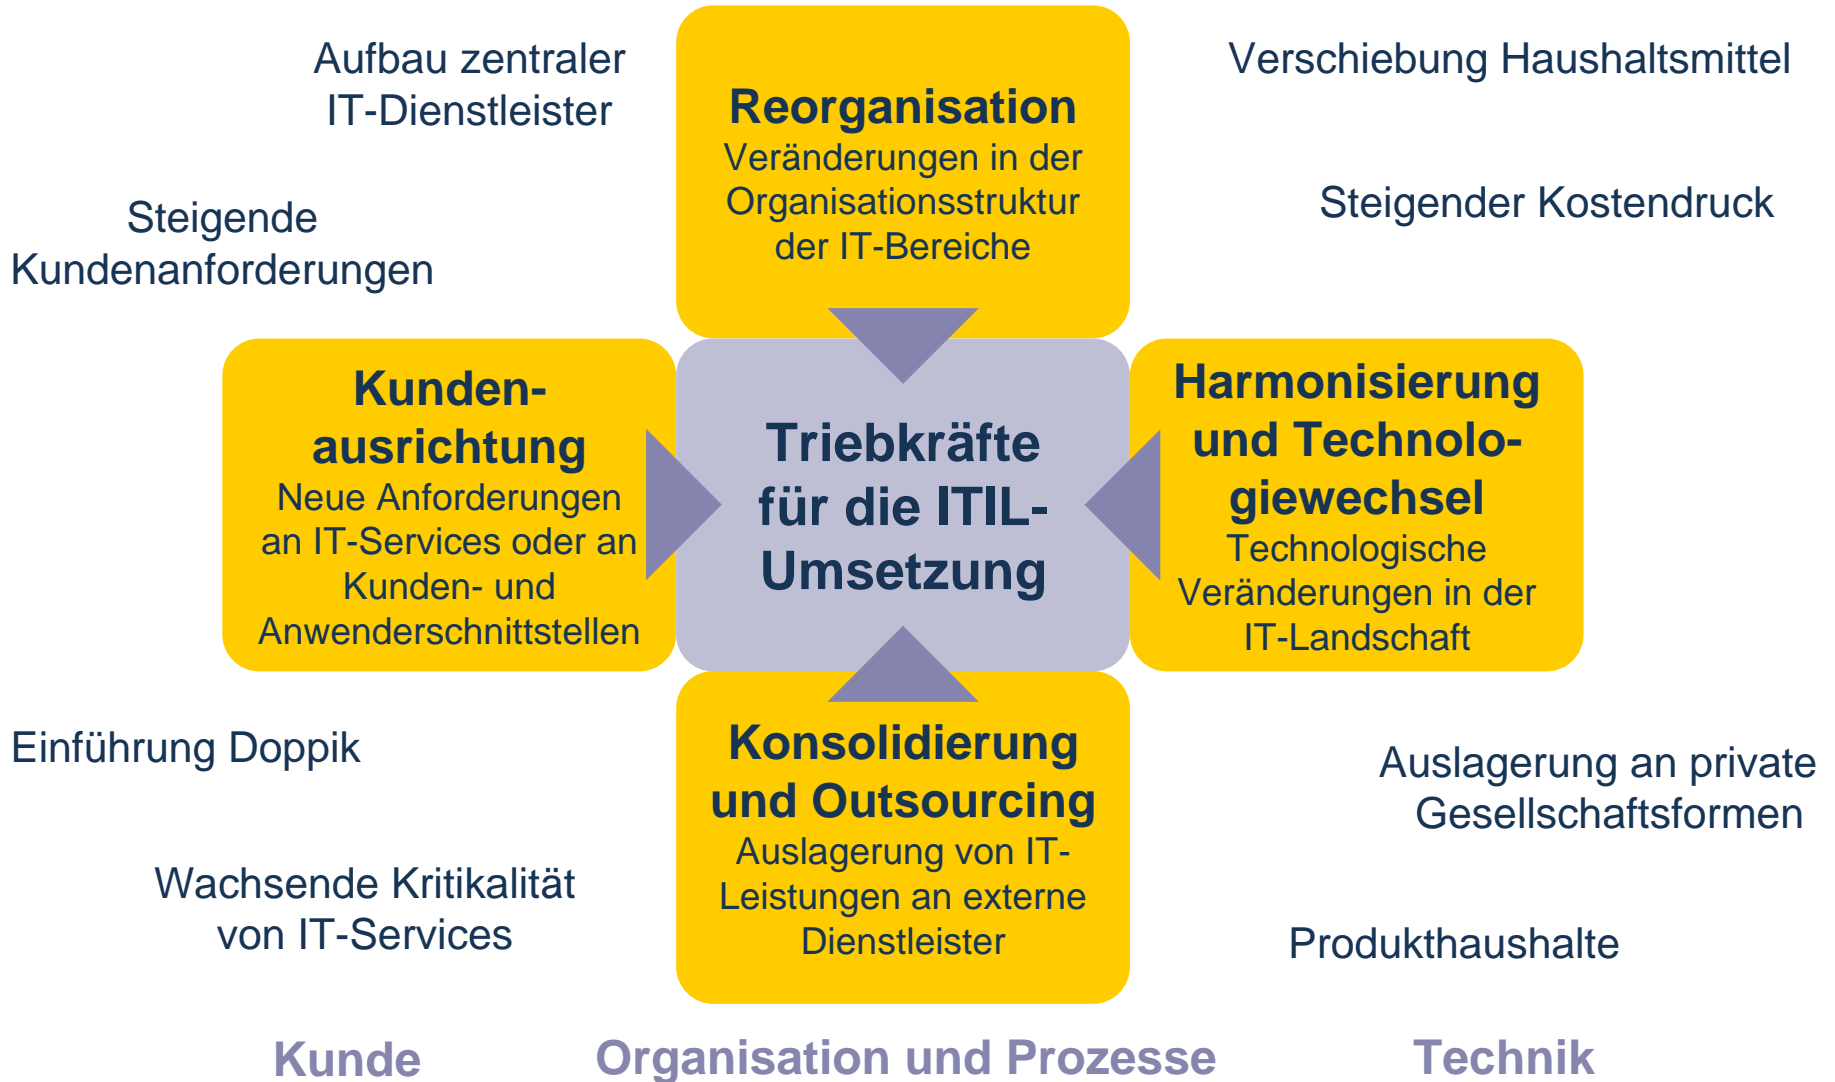 Aufbau zentraler
IT-Dienstleister
Steigende
Kundenanforderungen
Reorganisation
Veränderungen in der
Organisationsstruktur
der IT-Bereiche
Verschiebung Haushaltsmittel
Steigender Kostendruck
Kunden-
ausrichtung
Neue Anforderungen
an IT-Services oder an
Kunden- und
Anwenderschnittstellen
Triebkräfte
für die ITIL-
Umsetzung
Harmonisierung
und Technolo-
giewechsel
Technologische
Veränderungen in der
IT-Landschaft
Einführung Doppik
Wachsende Kritikalität
von IT-Services
Konsolidierung
und Outsourcing
Auslagerung von IT-
Leistungen an externe
Dienstleister
Auslagerung an private
Gesellschaftsformen
Produkthaushalte
Kunde
Organisation und Prozesse
Technik